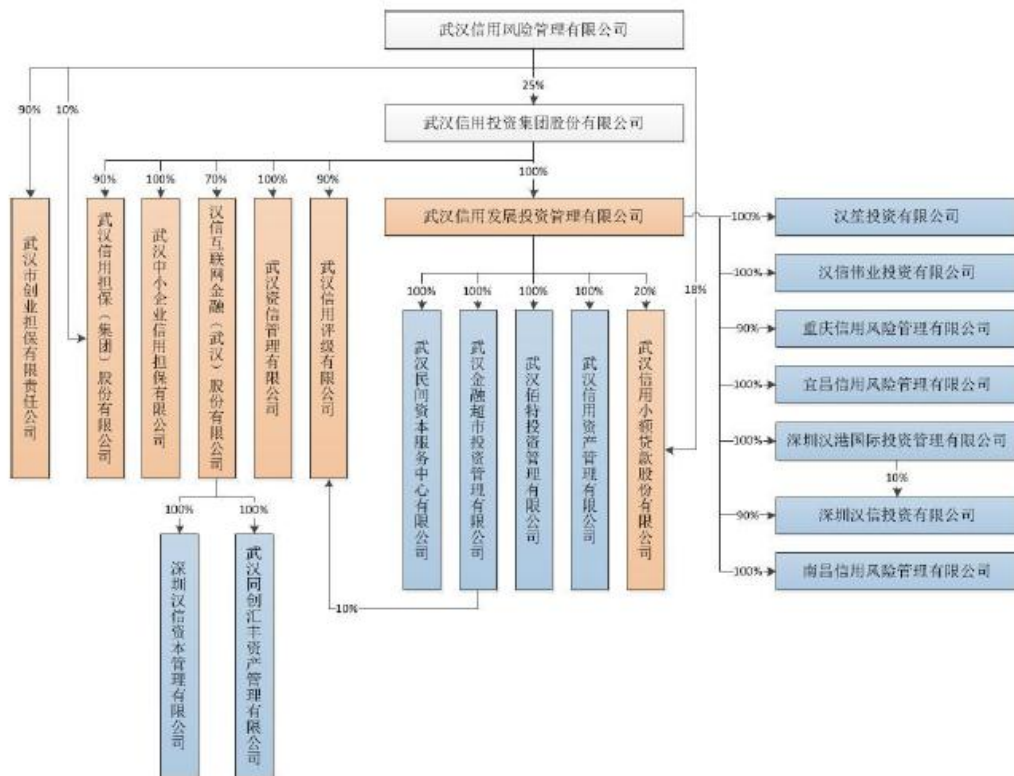 武汉信用风险管理有限公司
25%
90%
10%
18%
武汉信用投资集团股份有限公司
100%
90%
100%
70%
100%
90%
武汉市创业担保有限责任公司
武汉信用担保（集团）股份有限公司
武汉中小企业信用担保有限公司
汉信互联网金融（武汉）股份有限公司
武汉资信管理有限公司
武汉信用评级有限公司
武汉信用发展投资管理有限公司
100%
100%
100%
100%
20%
武汉民间资本服务中心有限公司
武汉金融超市投资管理有限公司
武汉伯特投资管理有限公司
武汉信用资产管理有限公司
武汉信用小额贷款股份有限公司
10%
100%
100%
深圳汉信资本管理有限公司
武汉同创汇丰资产管理有限公司
100%
汉笙投资有限公司
100%
汉信伟业投资有限公司
90%
重庆信用风险管理有限公司
100%
宜昌信用风险管理有限公司
100%
深圳汉港国际投资管理有限公司
10%
90%
深圳汉信投资有限公司
100%
南昌信用风险管理有限公司